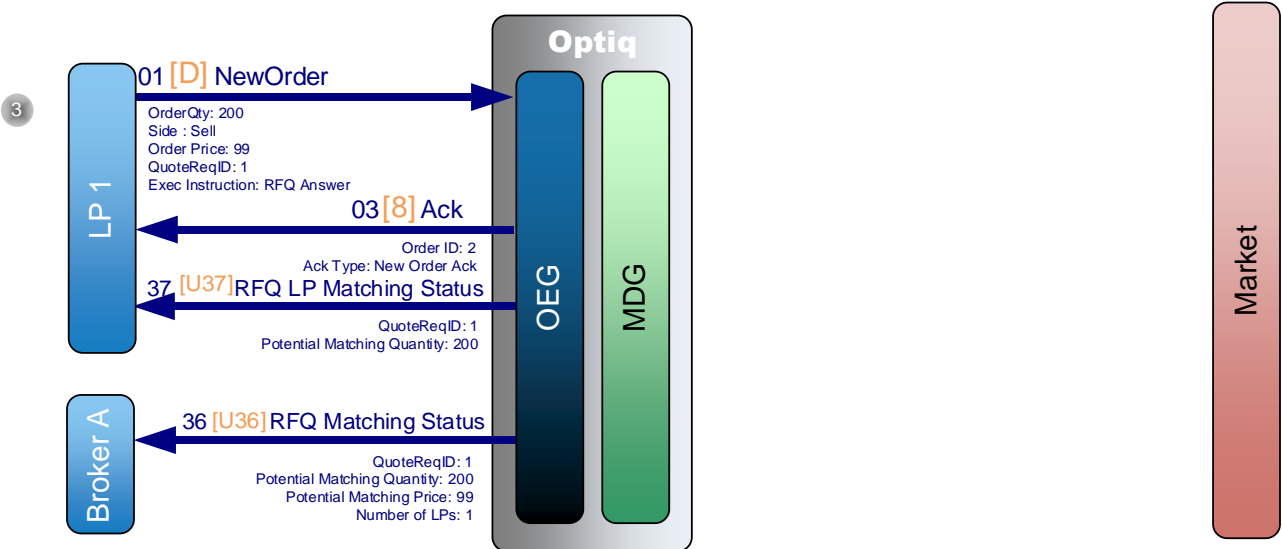 Optiq
01 [D] NewOrder
3
OrderQty: 200
Side : Sell
Order Price: 99
QuoteReqID: 1
Exec Instruction: RFQ Answer
LP 1
03 [8] Ack
Order ID: 2
Ack Type: New Order Ack
37 [U37] RFQ LP Matching Status
QuoteReqID: 1
Potential Matching Quantity: 200
OEG
MDG
Market
Broker A
36 [U36] RFQ Matching Status
QuoteReqID: 1
Potential Matching Quantity: 200
Potential Matching Price: 99
Number of LPs: 1